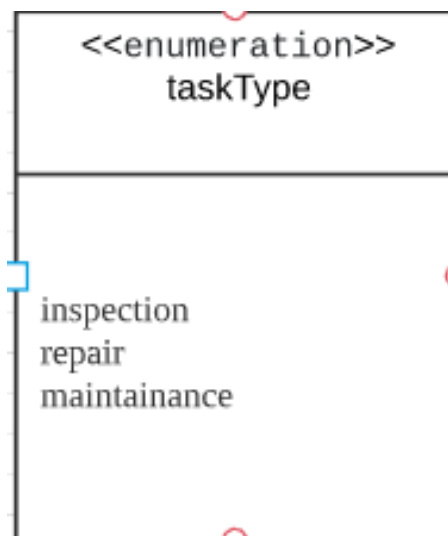 <<enumeration>>
taskType
inspection
repair
maintainance